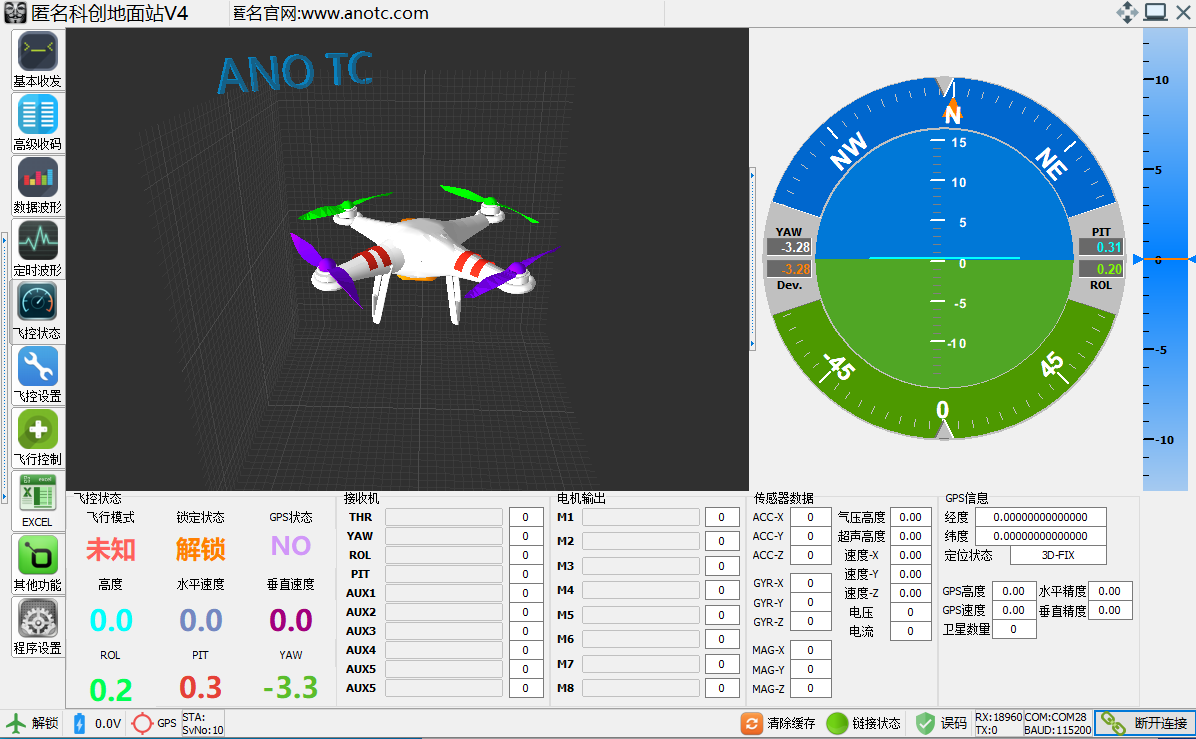 匿名科创地面站V4 匿名官网:www.anotc.com
基本收发
高级收码
数据波形
定时波形
飞控状态
飞控设置
飞行控制
EXCEL
其他功能
程序设置
ANO TC
N
NW
NE
15
10
5
0
-5
-10
YAW
-3.28
-3.28
Dev.
PIT
0.31
0.20
ROL
-45
0
45
10
5
0
-5
-10
飞控状态
飞行模式 锁定状态 GPS状态
未知 解锁 NO
高度 水平速度 垂直速度
0.0 0.0 0.0
ROL PIT YAW
0.2 0.3 -3.3
接收机
THR 0
YAW 0
ROL 0
PIT 0
AUX1 0
AUX2 0
AUX3 0
AUX4 0
AUX5 0
AUX5 0
电机输出
M1 0
M2 0
M3 0
M4 0
M5 0
M6 0
M7 0
M8 0
传感器数据
ACC-X 0
ACC-Y 0
ACC-Z 0
GYR-X 0
GYR-Y 0
GYR-Z 0
MAG-X 0
MAG-Y 0
MAG-Z 0
气压高度 0.00
超声高度 0.00
速度-X 0.00
速度-Y 0.00
速度-Z 0.00
电压 0
电流 0
GPS信息
经度 0.00000000000000
纬度 0.00000000000000
定位状态 3D-FIX
GPS高度 0.00 水平精度 0.00
GPS速度 0.00 垂直精度 0.00
卫星数量 0
解锁 0.0V GPS
STA:
SvNo:10
清除缓存 链接状态 误码
RX:18960
TX:0
COM:COM28
BAUD:115200
断开连接